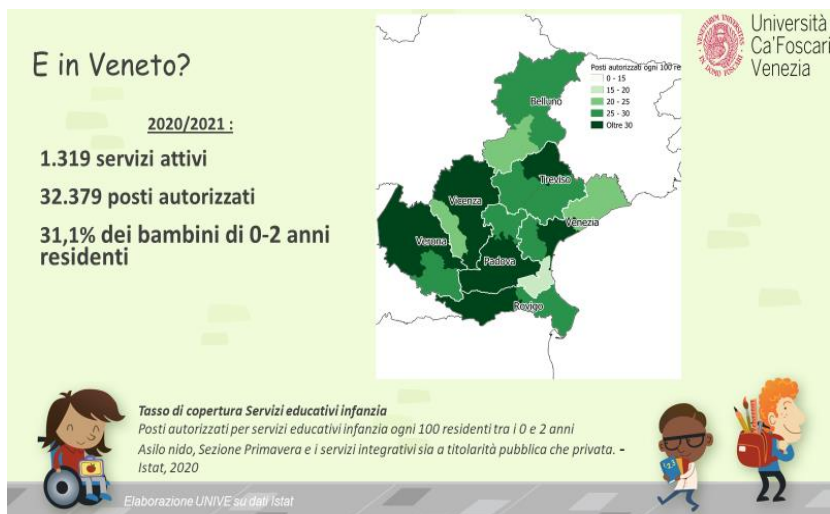 E in Veneto?
2020/2021 :
1.319 servizi attivi
32.379 posti autorizzati
31,1% dei bambini di 0-2 anni
residenti
Posti autorizzati ogni 100 re
0 - 15
15 - 20
20 - 25
25 - 30
Oltre 30
Belluno
Treviso
Vicenza
Venezia
Verona
Padova
Rovigo
Università
Ca'Foscari
Venezia
Tasso di copertura Servizi educativi infanzia
Posti autorizzati per servizi educativi infanzia ogni 100 residenti tra i 0 e 2 anni
Asilo nido, Sezione Primavera e i servizi integrativi sia a titolarità pubblica che privata. -
Istat, 2020
Elaborazione UNIVE su dati Istat